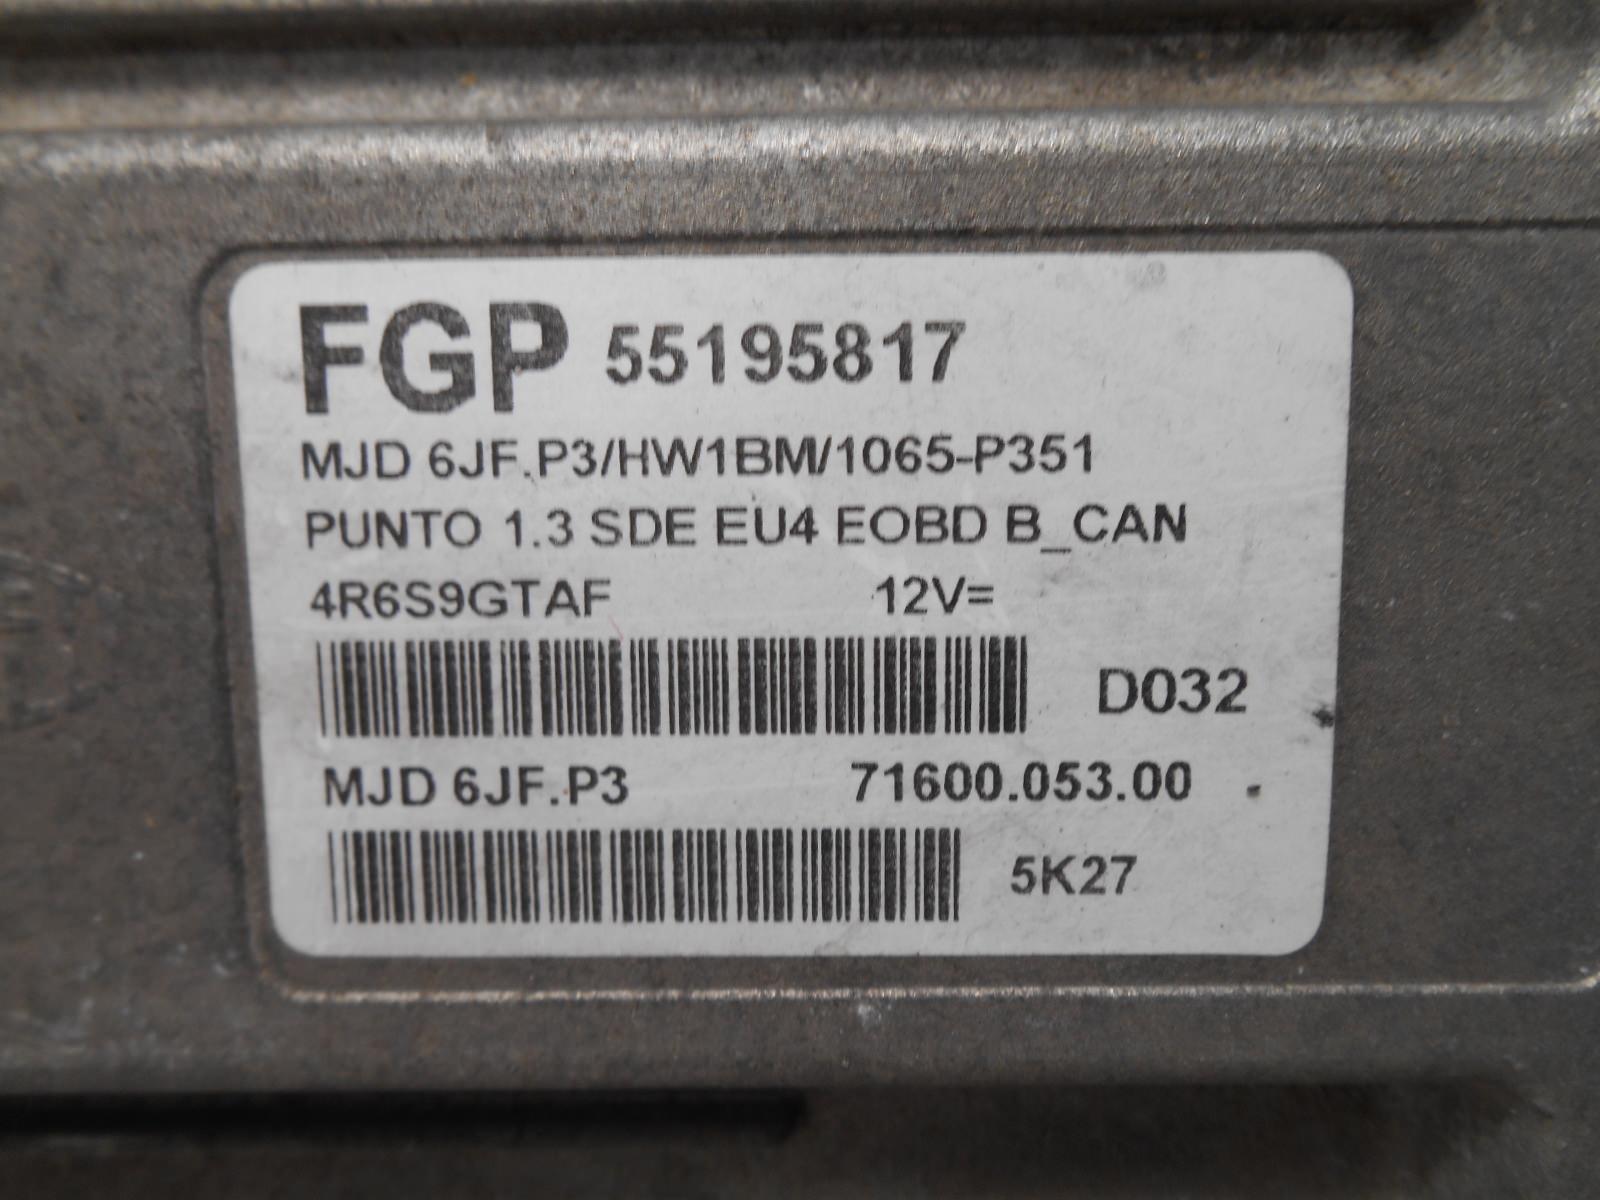 FGP 55195817
MJD 6JF.P3/HW1BM/1065-P351
PUNTO 1.3 SDE EU4 EOBD B_CAN
4R6S9GTAF 12V=
D032
MJD 6JF.P3 71600.053.00
5K27